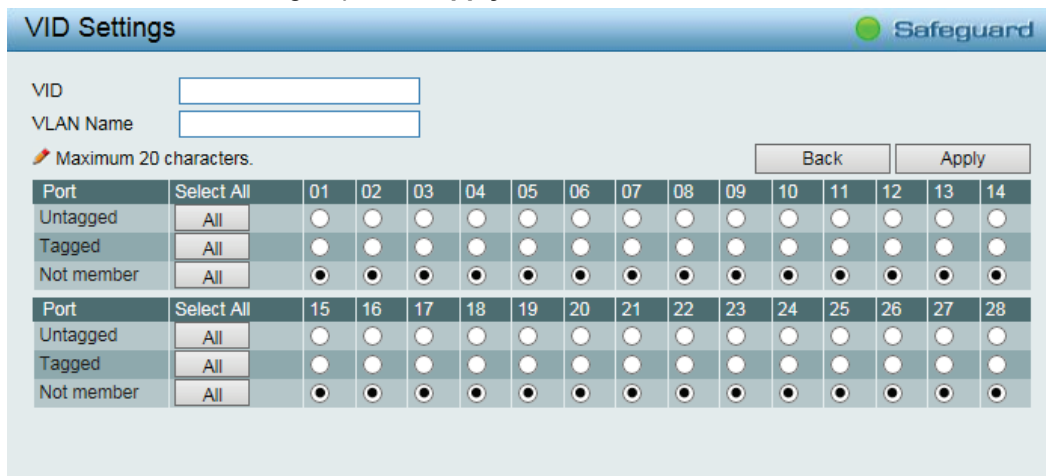 VID Settings Safeguard
VID
VLAN Name
Maximum 20 characters.
Back Apply
Port Select All 01 02 03 04 05 06 07 08 09 10 11 12 13 14
Untagged All
Tagged All
Not member All
Port Select All 15 16 17 18 19 20 21 22 23 24 25 26 27 28
Untagged All
Tagged All
Not member All